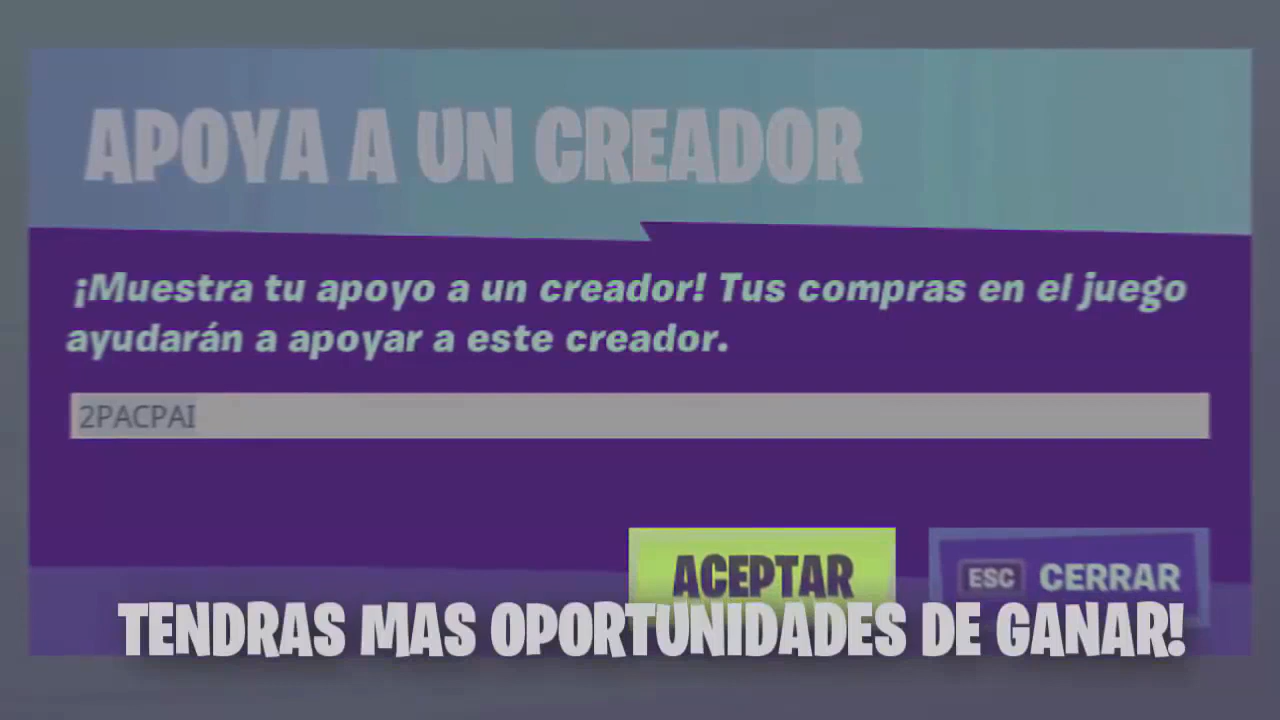 APOYA A UN CREADOR
¡Muestra tu apoyo a un creador! Tus compras en el juego
ayudarán a apoyar a este creador.
2PACPAI
ACEPTAR
ESC CERRAR
TENDRAS MAS OPORTUNIDADES DE GANAR!